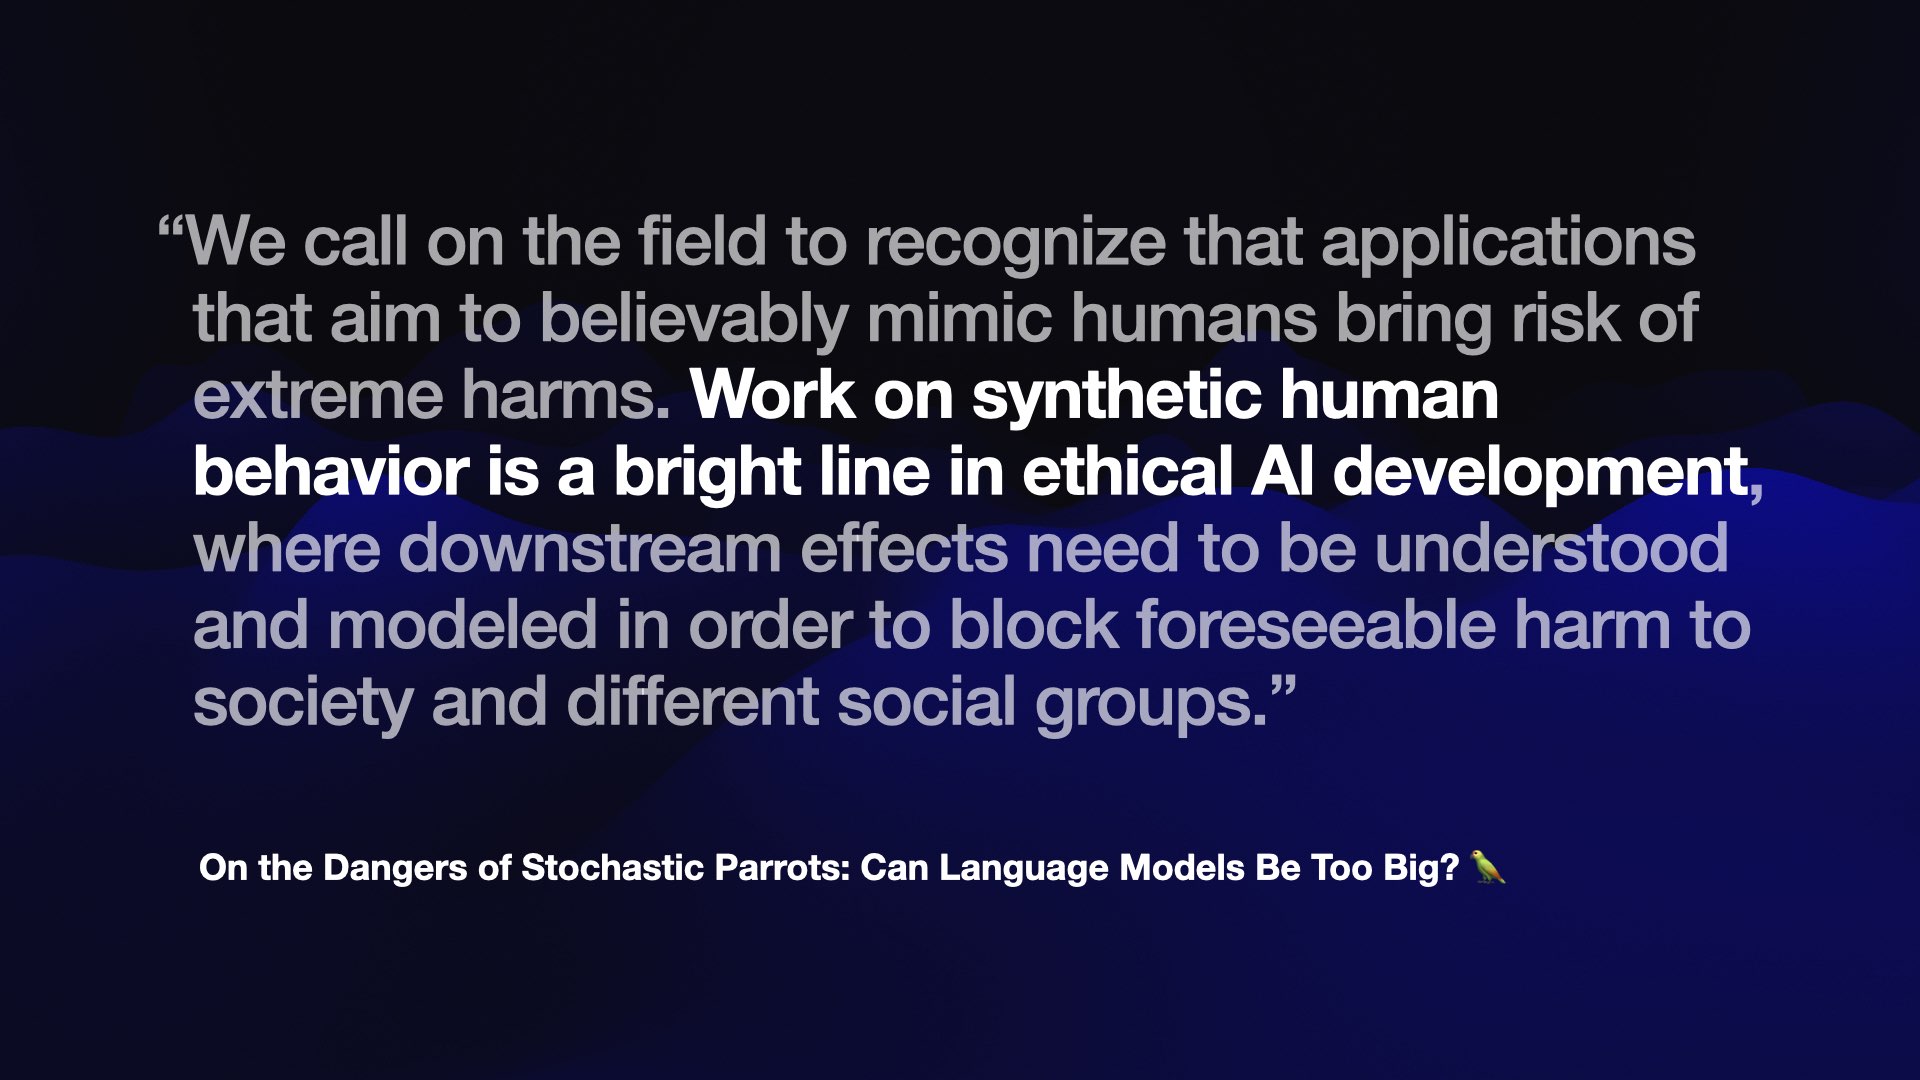 “We call on the field to recognize that applications
that aim to believably mimic humans bring risk of
extreme harms. Work on synthetic human
behavior is a bright line in ethical AI development,
where downstream effects need to be understood
and modeled in order to block foreseeable harm to
society and different social groups.”
On the Dangers of Stochastic Parrots: Can Language Models Be Too Big? 🦜